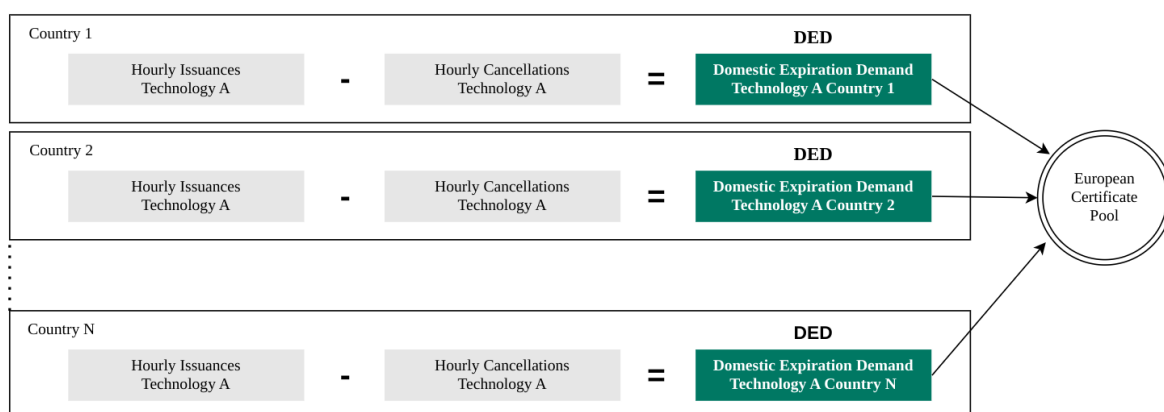 Country 1
DED
Hourly Issuances
Technology A
-
Hourly Cancellations
Technology A
=
Domestic Expiration Demand
Technology A Country 1
Country 2
DED
Hourly Issuances
Technology A
-
Hourly Cancellations
Technology A
=
Domestic Expiration Demand
Technology A Country 2
European
Certificate
Pool
Country N
DED
Hourly Issuances
Technology A
-
Hourly Cancellations
Technology A
=
Domestic Expiration Demand
Technology A Country N